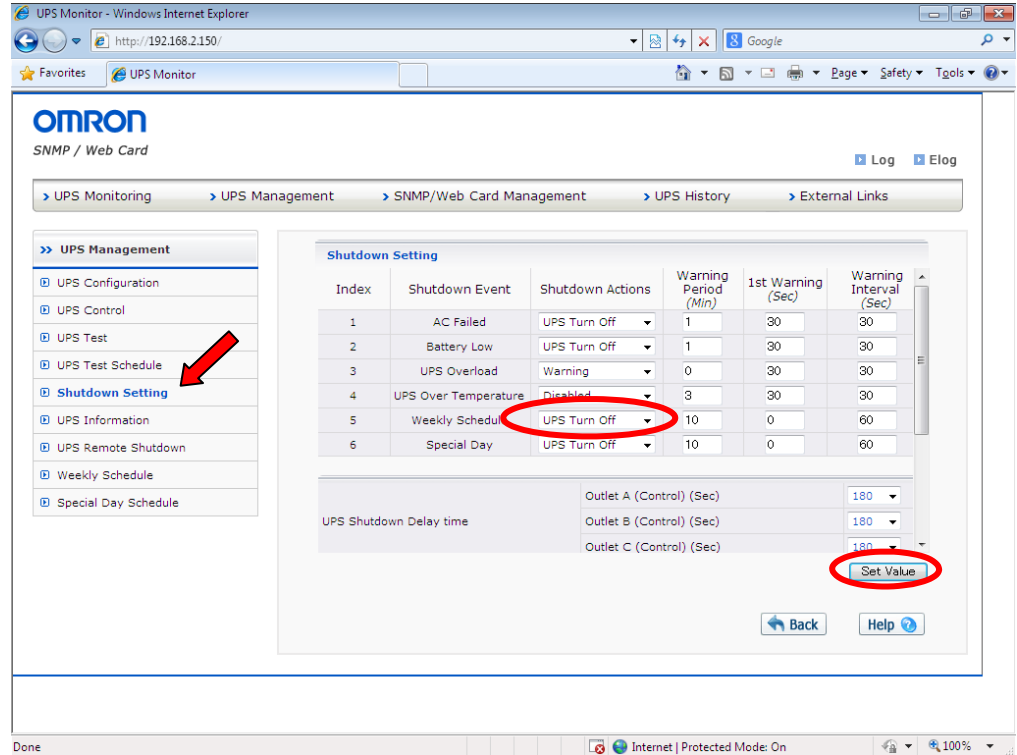 UPS Monitor - Windows Internet Explorer
http://192.168.2.150/
Google
Favorites
UPS Monitor
Page
Safety
Tools
OMRON
SNMP / Web Card
Log
Elog
UPS Monitoring
UPS Management
SNMP/Web Card Management
UPS History
External Links
UPS Management
UPS Configuration
UPS Control
UPS Test
UPS Test Schedule
Shutdown Setting
UPS Information
UPS Remote Shutdown
Weekly Schedule
Special Day Schedule
Shutdown Setting
Index Shutdown Event Shutdown Actions Warning Period (Min) 1st Warning (Sec) Warning Interval (Sec)
1 AC Failed UPS Turn Off 1 30 30
2 Battery Low UPS Turn Off 1 30 30
3 UPS Overload Warning 0 30 30
4 UPS Over Temperature Disabled 3 30 30
5 Weekly Schedul UPS Turn Off 10 0 60
6 Special Day UPS Turn Off 10 0 60
UPS Shutdown Delay time
Outlet A (Control) (Sec) 180
Outlet B (Control) (Sec) 180
Outlet C (Control) (Sec) 180
Set Value
Back
Help
Done
Internet | Protected Mode: On
100%